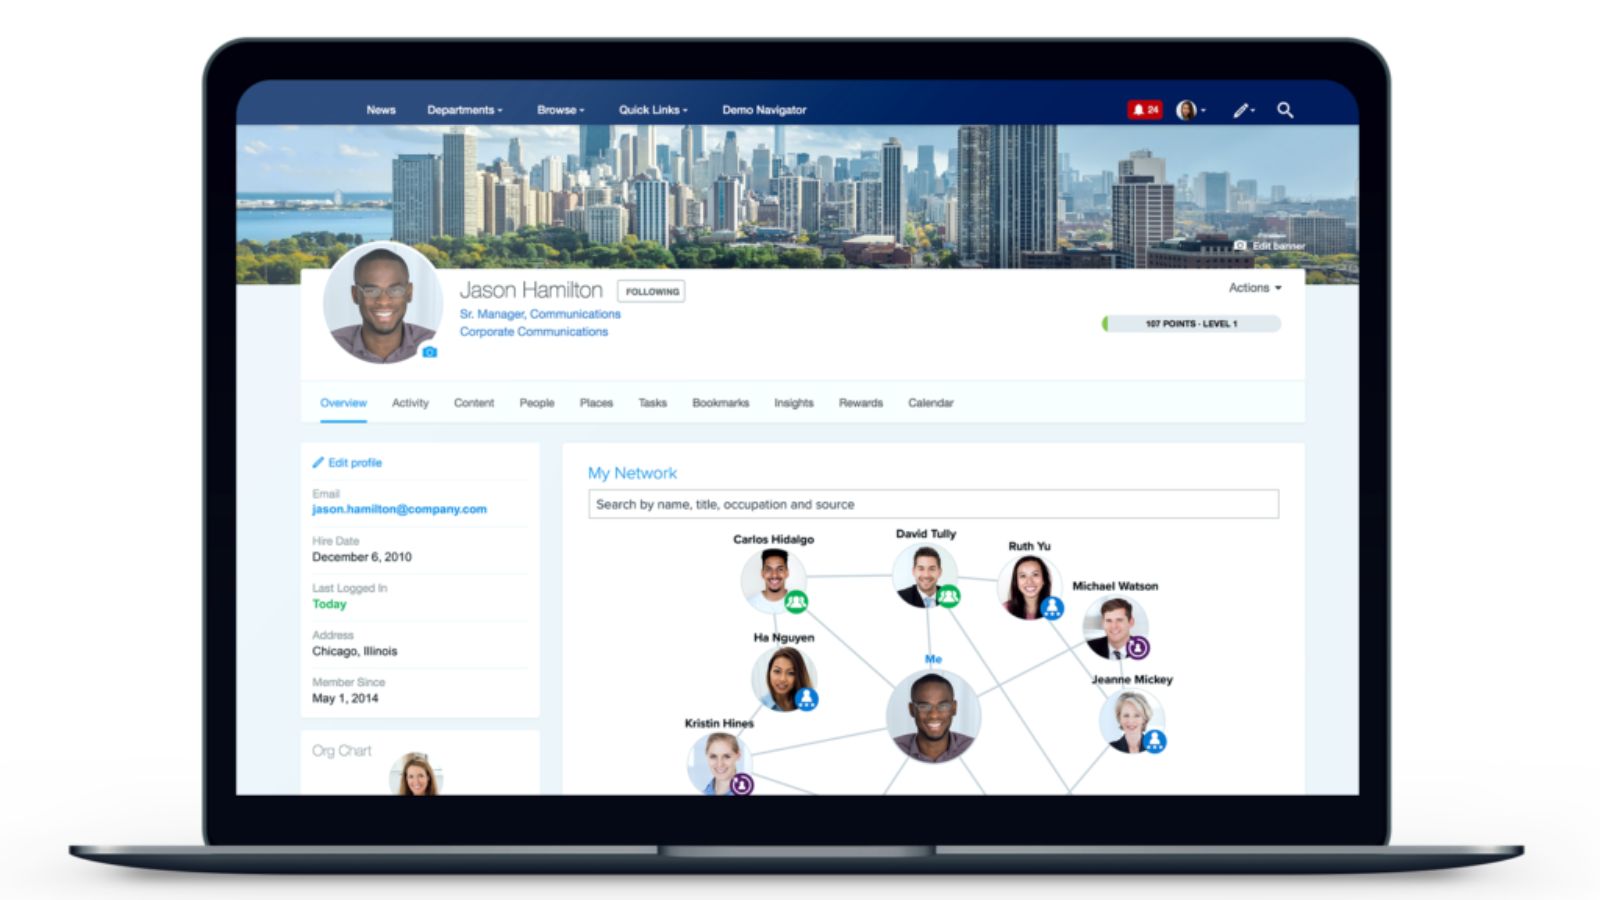 News Departments Browse Quick Links Demo Navigator 24
Edit banner
Jason Hamilton FOLLOWING
Actions
Sr. Manager, Communications
Corporate Communications
107 POINTS - LEVEL 1
Overview Activity Content People Places Tasks Bookmarks Insights Rewards Calendar
Edit profile
Email
jason.hamilton@company.com
Hire Date
December 6, 2010
Last Logged In
Today
Address
Chicago, Illinois
Member Since
May 1, 2014
Org Chart
My Network
Search by name, title, occupation and source
Carlos Hidalgo
David Tully
Ruth Yu
Michael Watson
Ha Nguyen
Me
Jeanne Mickey
Kristin Hines